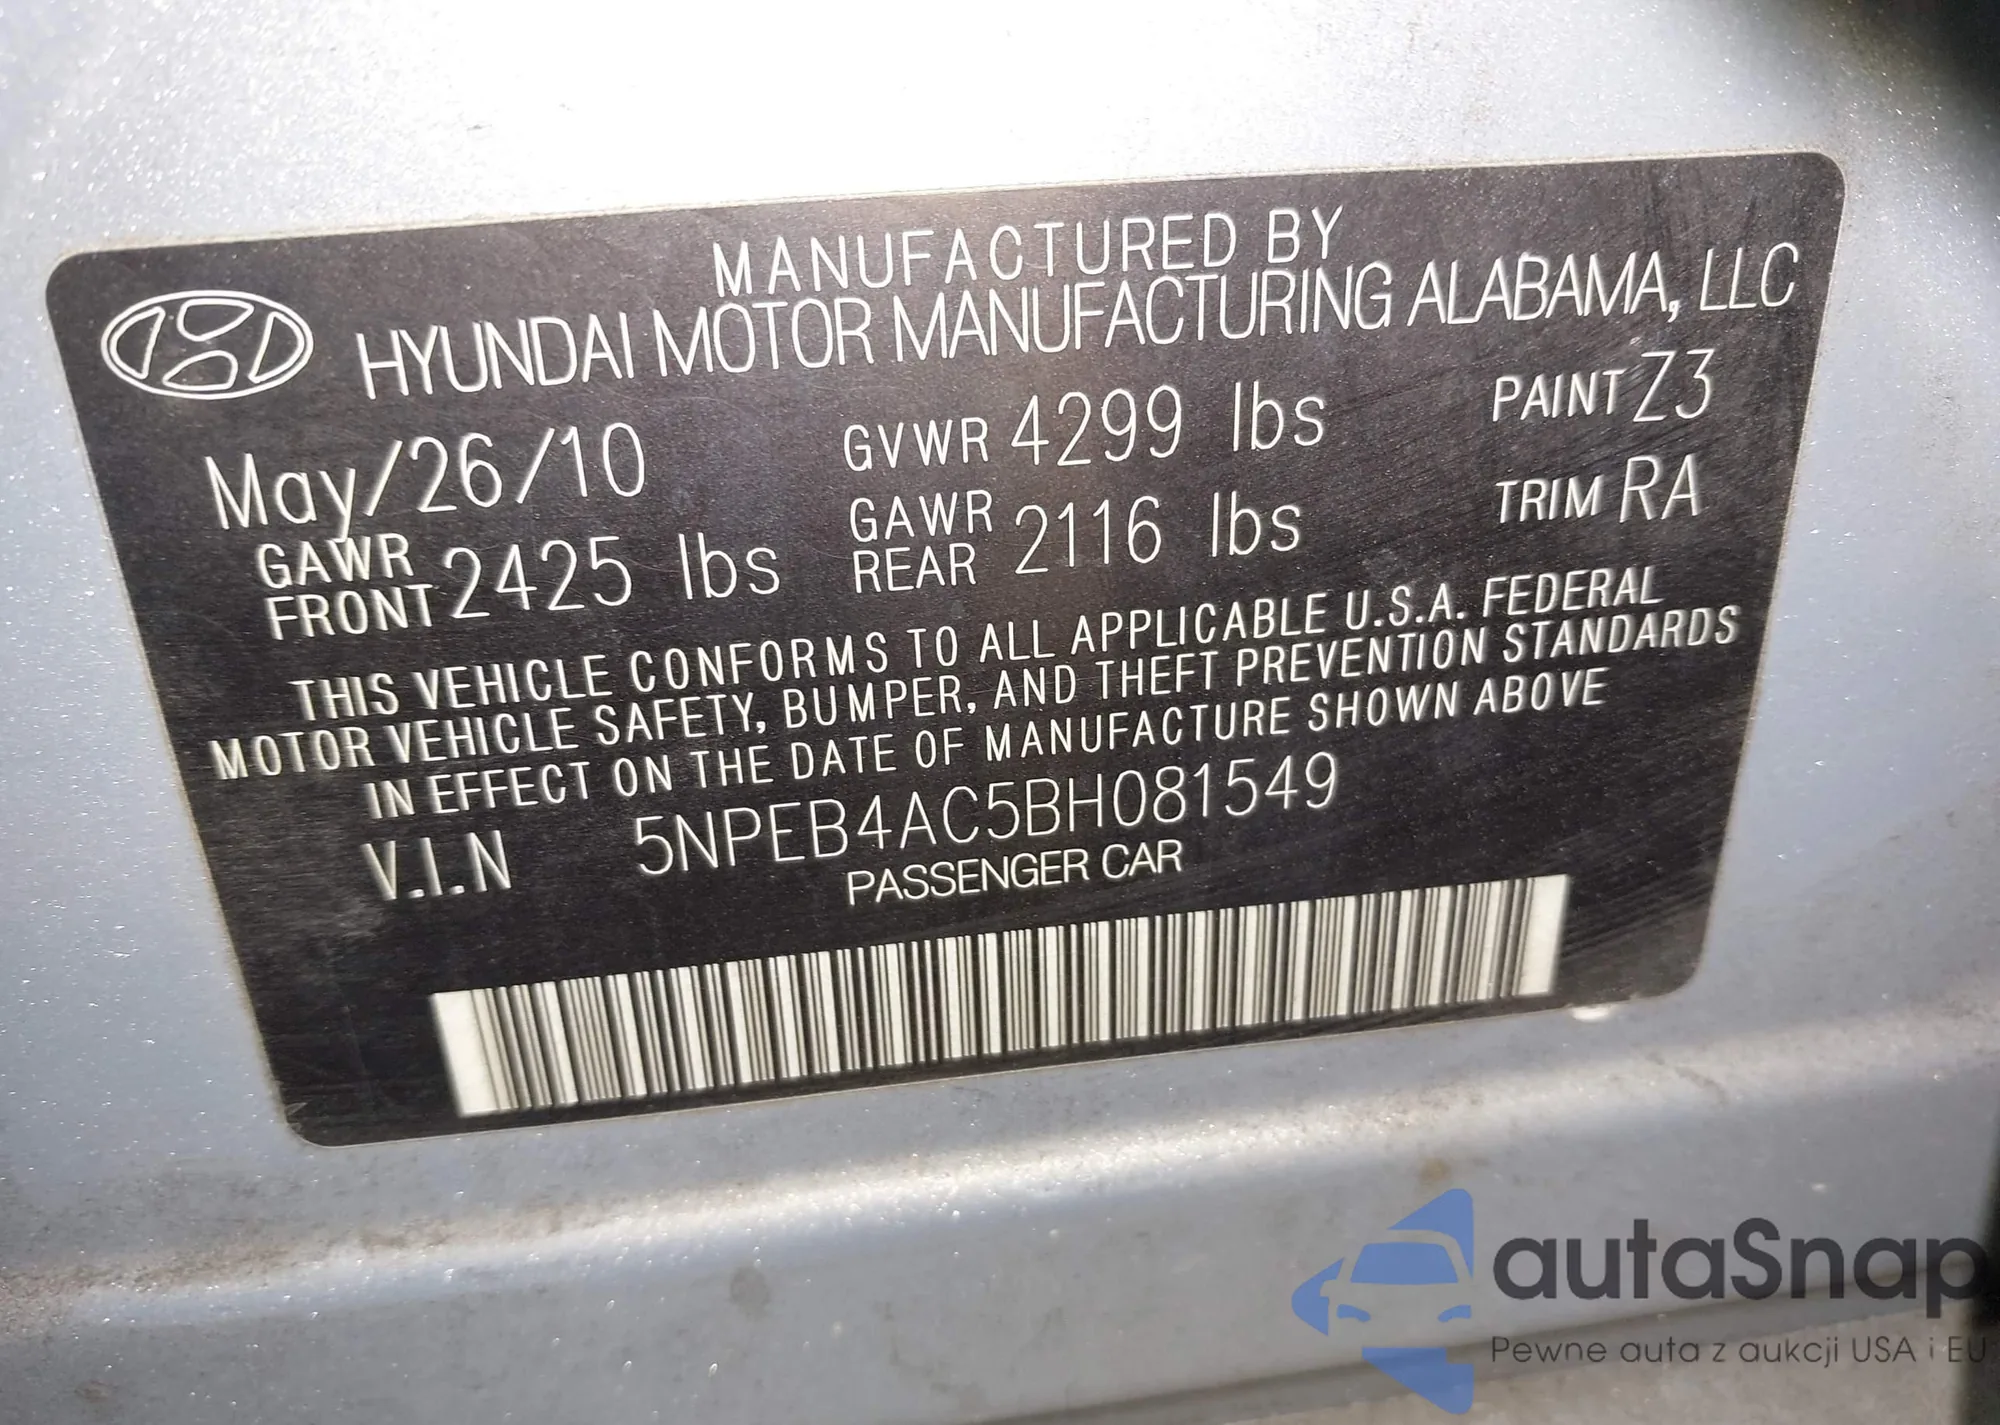 MANUFACTURED BY
HYUNDAI MOTOR MANUFACTURING ALABAMA, LLC
May/26/10 GVWR 4299 lbs PAINT Z3
GAWR FRONT 2425 lbs GAWR REAR 2116 lbs TRIM RA
THIS VEHICLE CONFORMS TO ALL APPLICABLE U.S.A. FEDERAL
MOTOR VEHICLE SAFETY, BUMPER, AND THEFT PREVENTION STANDARDS
IN EFFECT ON THE DATE OF MANUFACTURE SHOWN ABOVE
V.I.N 5NPEB4AC5BH081549
PASSENGER CAR
autaSnap
Pewne auta z aukcji USA i EU